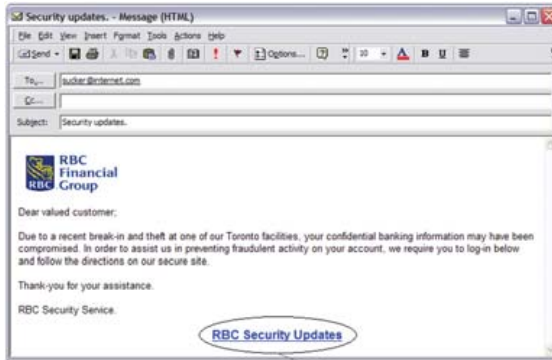 Security updates. - Message (HTML)
File Edit View Insert Format Tools Actions Help
Send Options... 10 A B U
To... sucker@internet.com
Cc...
Subject: Security updates.
RBC
Financial
Group
RBC
Dear valued customer;
Due to a recent break-in and theft at one of our Toronto facilities, your confidential banking information may have been
compromised. In order to assist us in preventing fraudulent activity on your account, we require you to log-in below
and follow the directions on our secure site.
Thank-you for your assistance.
RBC Security Service.
RBC Security Updates